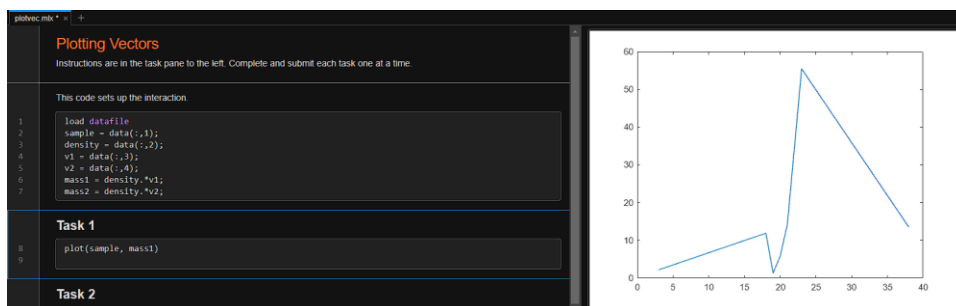 plotvec.mlx * × +
Plotting Vectors
Instructions are in the task pane to the left. Complete and submit each task one at a time.
This code sets up the interaction.
1 load datafile
2 sample = data(:,1);
3 density = data(:,2);
4 v1 = data(:,3);
5 v2 = data(:,4);
6 mass1 = density.*v1;
7 mass2 = density.*v2;
Task 1
8 plot(sample, mass1)
9
Task 2
60
50
40
30
20
10
0
0 5 10 15 20 25 30 35 40